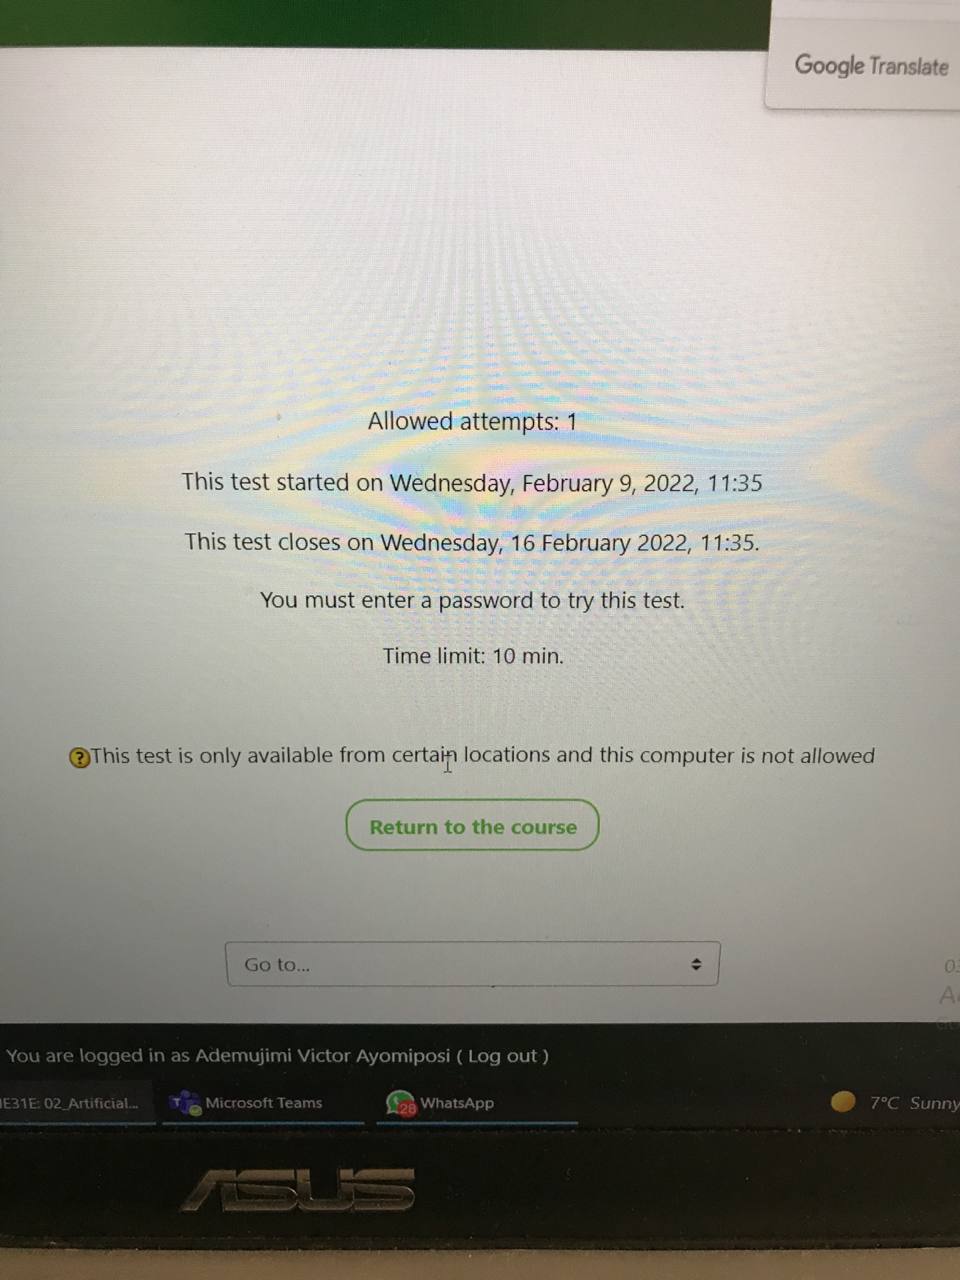 Google Translate
Allowed attempts: 1
This test started on Wednesday, February 9, 2022, 11:35
This test closes on Wednesday, 16 February 2022, 11:35.
You must enter a password to try this test.
Time limit: 10 min.
?This test is only available from certain locations and this computer is not allowed
Return to the course
Go to...
You are logged in as Ademujimi Victor Ayomiposi ( Log out )
E31E: 02_Artificial... T Microsoft Teams 28 WhatsApp 7°C Sunny
ASUS